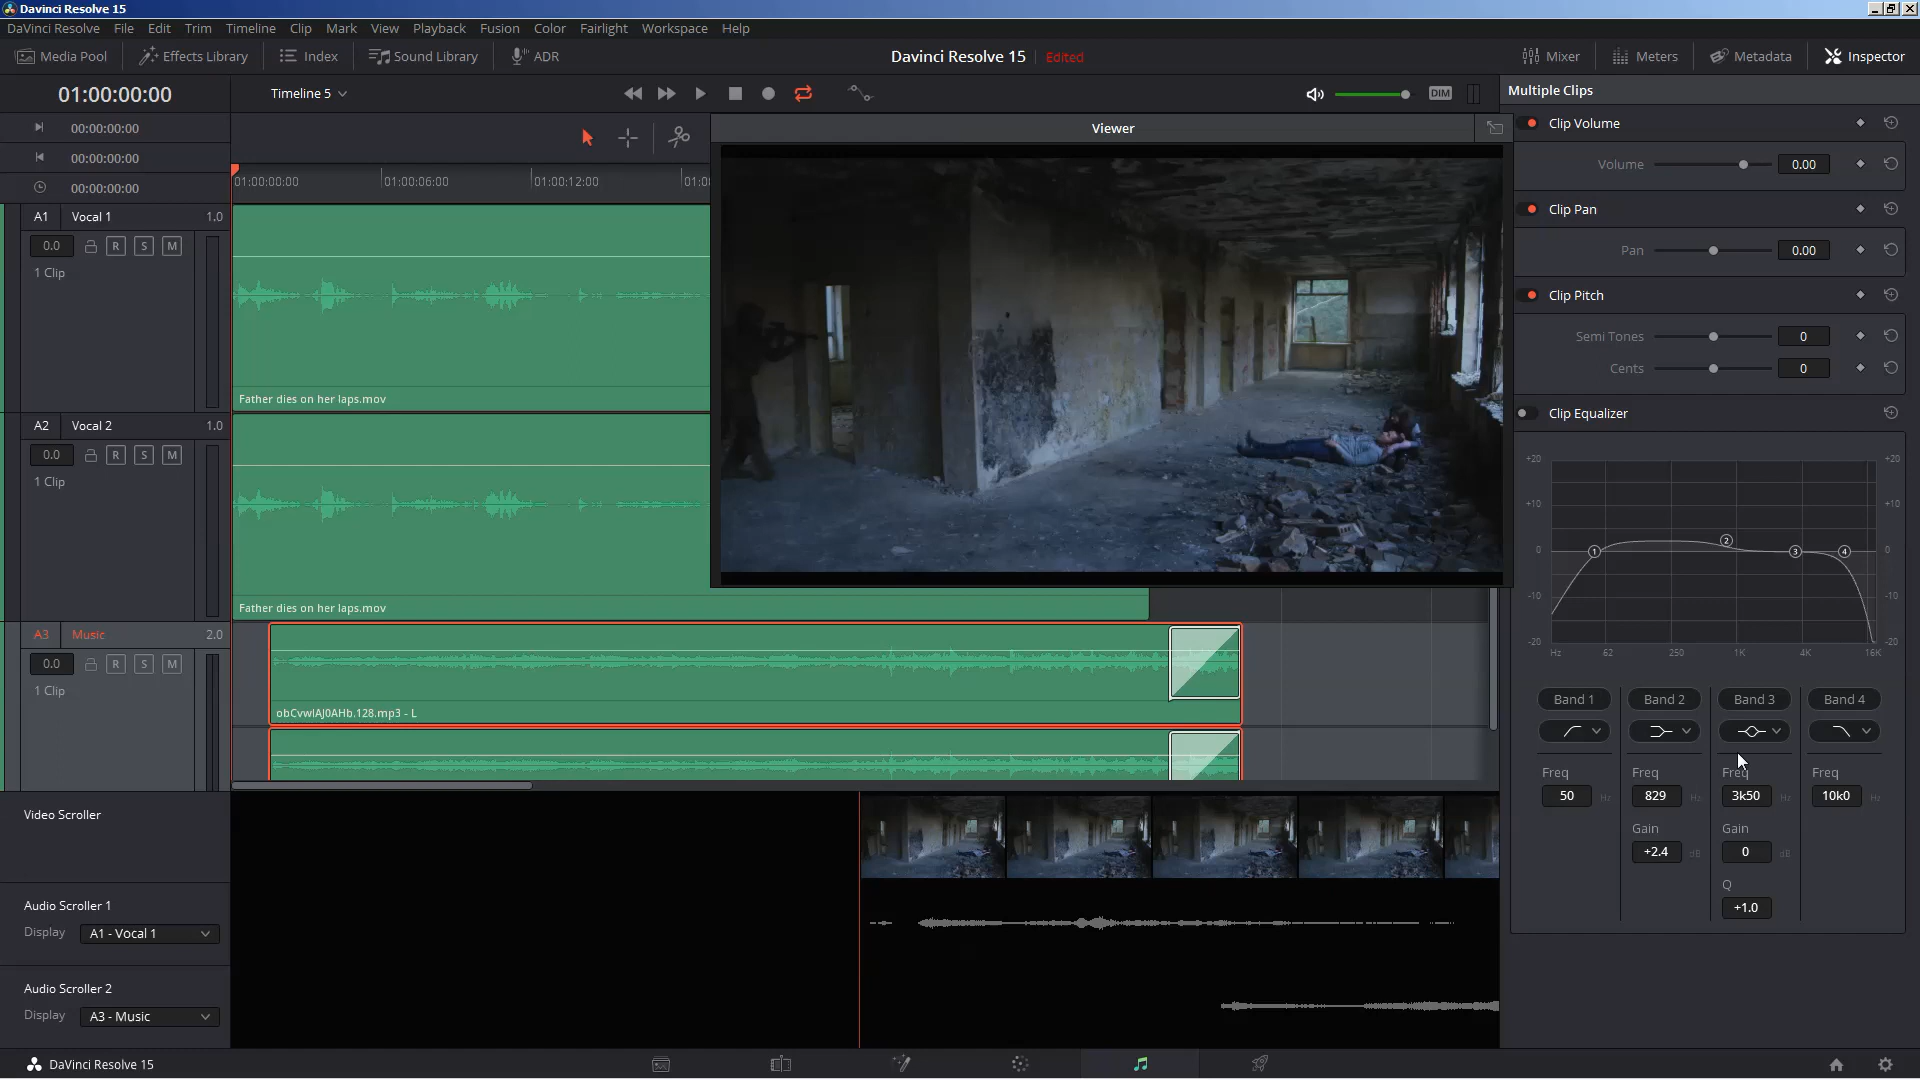 Davinci Resolve 15
DaVinci Resolve File Edit Trim Timeline Clip Mark View Playback Fusion Color Fairlight Workspace Help
Media Pool Effects Library Index Sound Library ADR Davinci Resolve 15 Edited Mixer Meters Metadata Inspector
01:00:00:00 Timeline 5 DIM
Multiple Clips
00:00:00:00
00:00:00:00
00:00:00:00
Viewer
01:00:00:00 01:00:06:00 01:00:12:00 01:0
A1 Vocal 1 1.0
0.0 R S M
1 Clip
Father dies on her laps.mov
A2 Vocal 2 1.0
0.0 R S M
1 Clip
Father dies on her laps.mov
A3 Music 2.0
0.0 R S M
1 Clip
obCvwIAJ0AHb.128.mp3 - L
Clip Volume
Volume 0.00
Clip Pan
Pan 0.00
Clip Pitch
Semi Tones 0
Cents 0
Clip Equalizer
+20 +20
+10 +10
0 1 2 3 4 0
-10 -10
-20 -20
Hz 62 250 1K 4K 16K
Band 1 Band 2 Band 3 Band 4
Freq Freq Freq Freq
50 Hz 829 Hz 3k50 Hz 10k0 Hz
Gain Gain
+2.4 dB 0 dB
Q
+1.0
Video Scroller
Audio Scroller 1
Display A1 - Vocal 1
Audio Scroller 2
Display A3 - Music
DaVinci Resolve 15